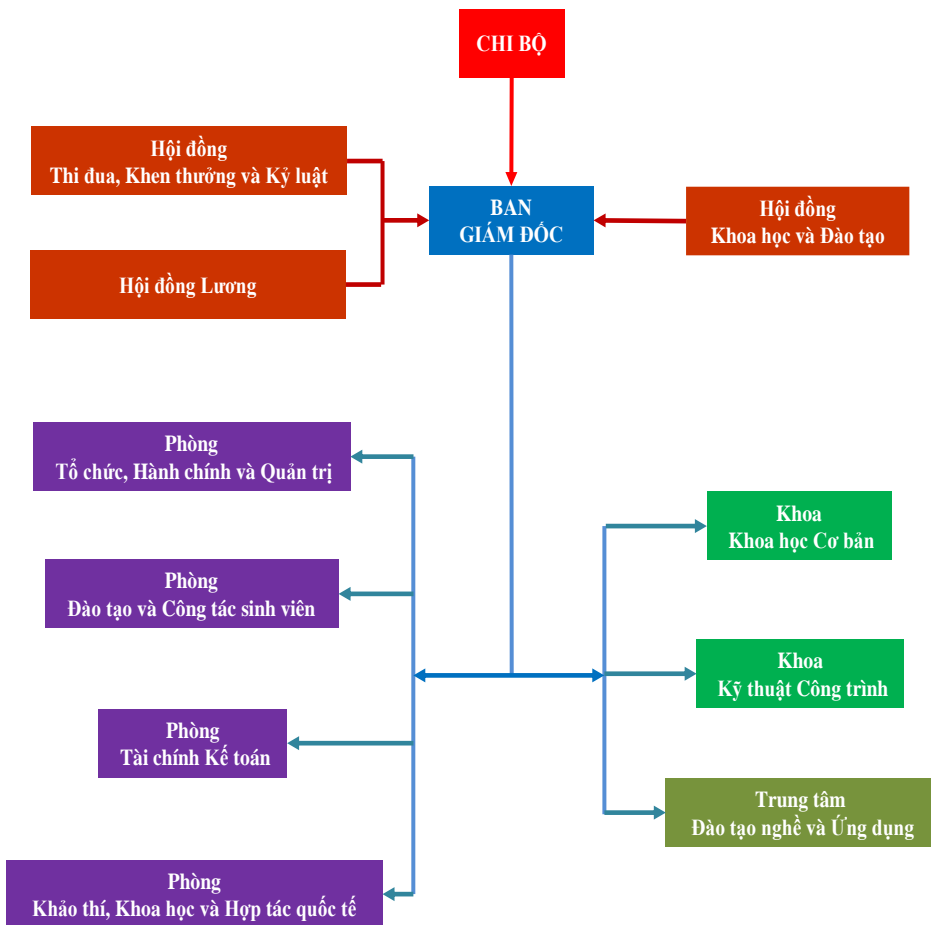 CHI BỘ
Hội đồng
Thi đua, Khen thưởng và Kỷ luật
BAN
GIÁM ĐỐC
Hội đồng
Khoa học và Đào tạo
Hội đồng Lương
Phòng
Tổ chức, Hành chính và Quản trị
Khoa
Khoa học Cơ bản
Phòng
Đào tạo và Công tác sinh viên
Khoa
Kỹ thuật Công trình
Phòng
Tài chính Kế toán
Trung tâm
Đào tạo nghề và Ứng dụng
Phòng
Khảo thí, Khoa học và Hợp tác quốc tế